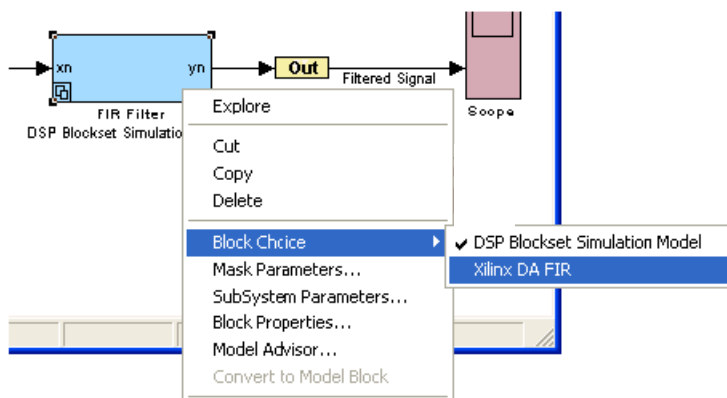 xn
yn
Out
Filtered Signal
FIR Filter
DSP Blockset Simulatio
Scope
Explore
Cut
Copy
Delete
Block Choice
Mask Parameters...
SubSystem Parameters...
Block Properties...
Model Advisor...
Convert to Model Block
DSP Blockset Simulation Model
Xilinx DA FIR